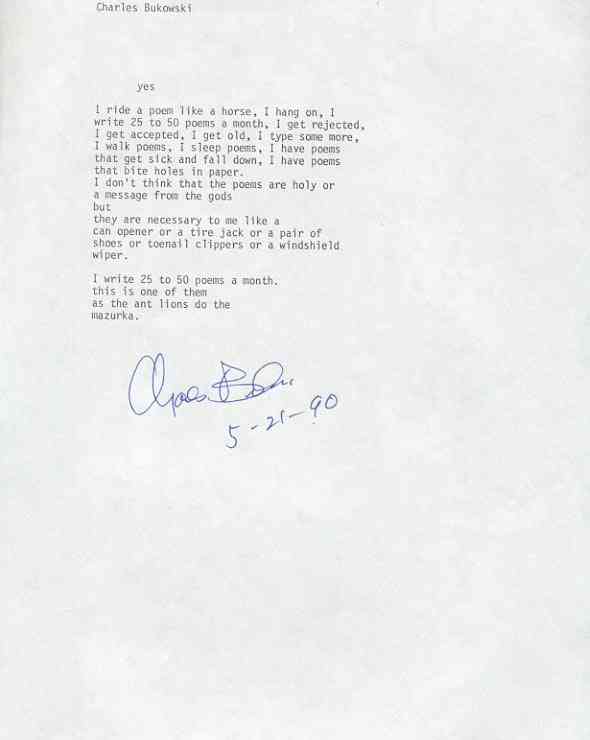 Charles Bukowski
yes
I ride a poem like a horse, I hang on, I
write 25 to 50 poems a month, I get rejected,
I get accepted, I get old, I type some more,
I walk poems, I sleep poems, I have poems
that get sick and fall down, I have poems
that bite holes in paper.
I don't think that the poems are holy or
a message from the gods
but
they are necessary to me like a
can opener or a tire jack or a pair of
shoes or toenail clippers or a windshield
wiper.
I write 25 to 50 poems a month.
this is one of them
as the ant lions do the
mazurka.
5-21-90